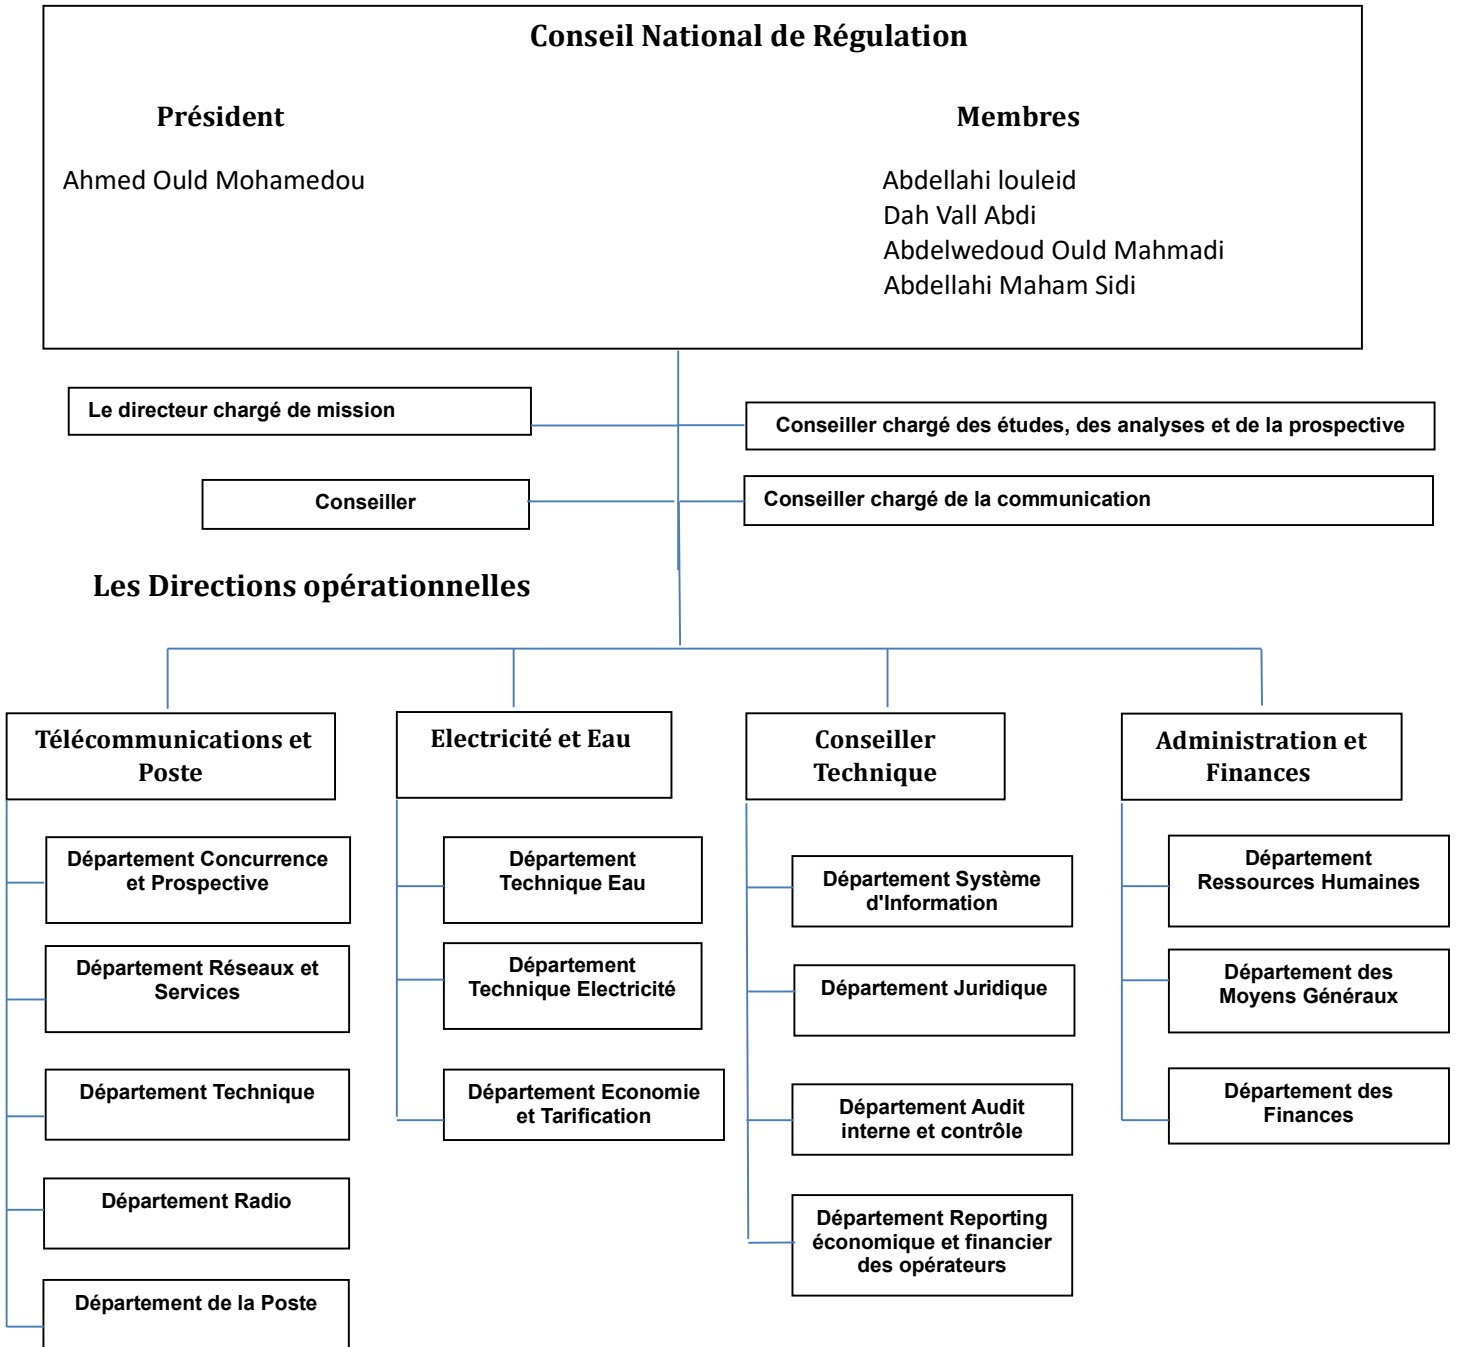 Conseil National de Régulation
Président
Membres
Ahmed Ould Mohamedou
Abdellahi louleid
Dah Vall Abdi
Abdelwedoud Ould Mahmadi
Abdellahi Maham Sidi
Le directeur chargé de mission
Conseiller chargé des études, des analyses et de la prospective
Conseiller
Conseiller chargé de la communication
Les Directions opérationnelles
Télécommunications et
Poste
Département Concurrence
et Prospective
Département Réseaux et
Services
Département Technique
Département Radio
Département de la Poste
Electricité et Eau
Département
Technique Eau
Département
Technique Electricité
Département Economie
et Tarification
Conseiller
Technique
Département Système
d'Information
Département Juridique
Département Audit
interne et contrôle
Département Reporting
économique et financier
des opérateurs
Administration et
Finances
Département
Ressources Humaines
Département des
Moyens Généraux
Département des
Finances